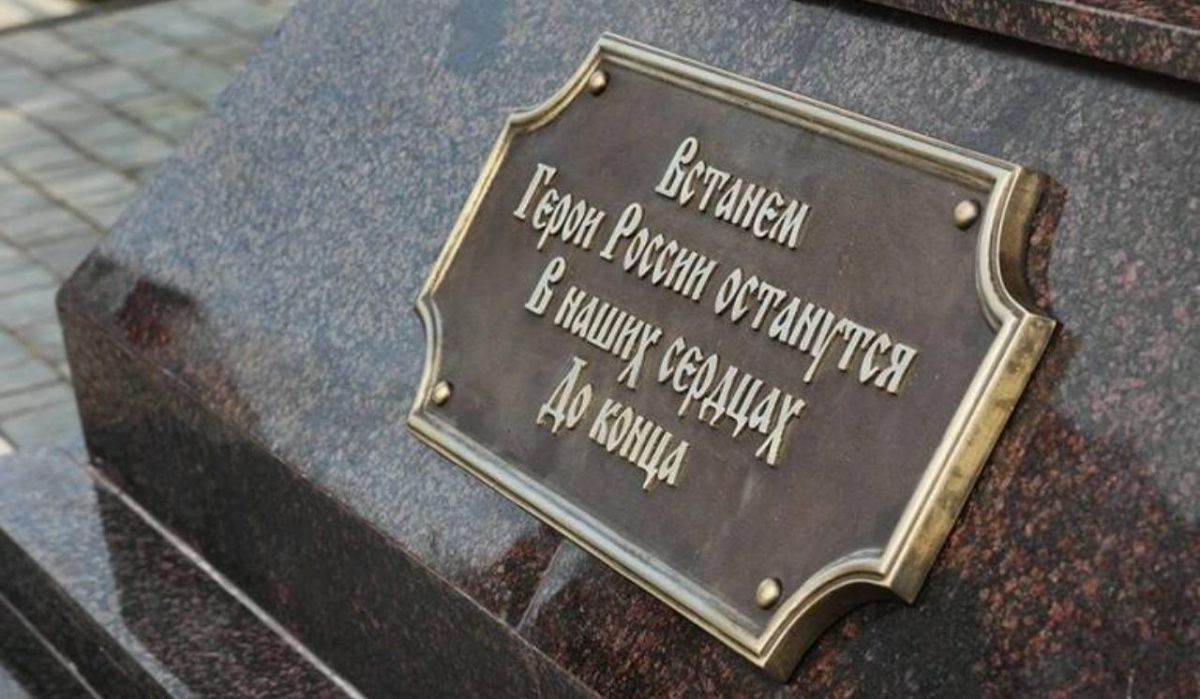 Встанем
Герои России останутся
В наших сердцах
До конца